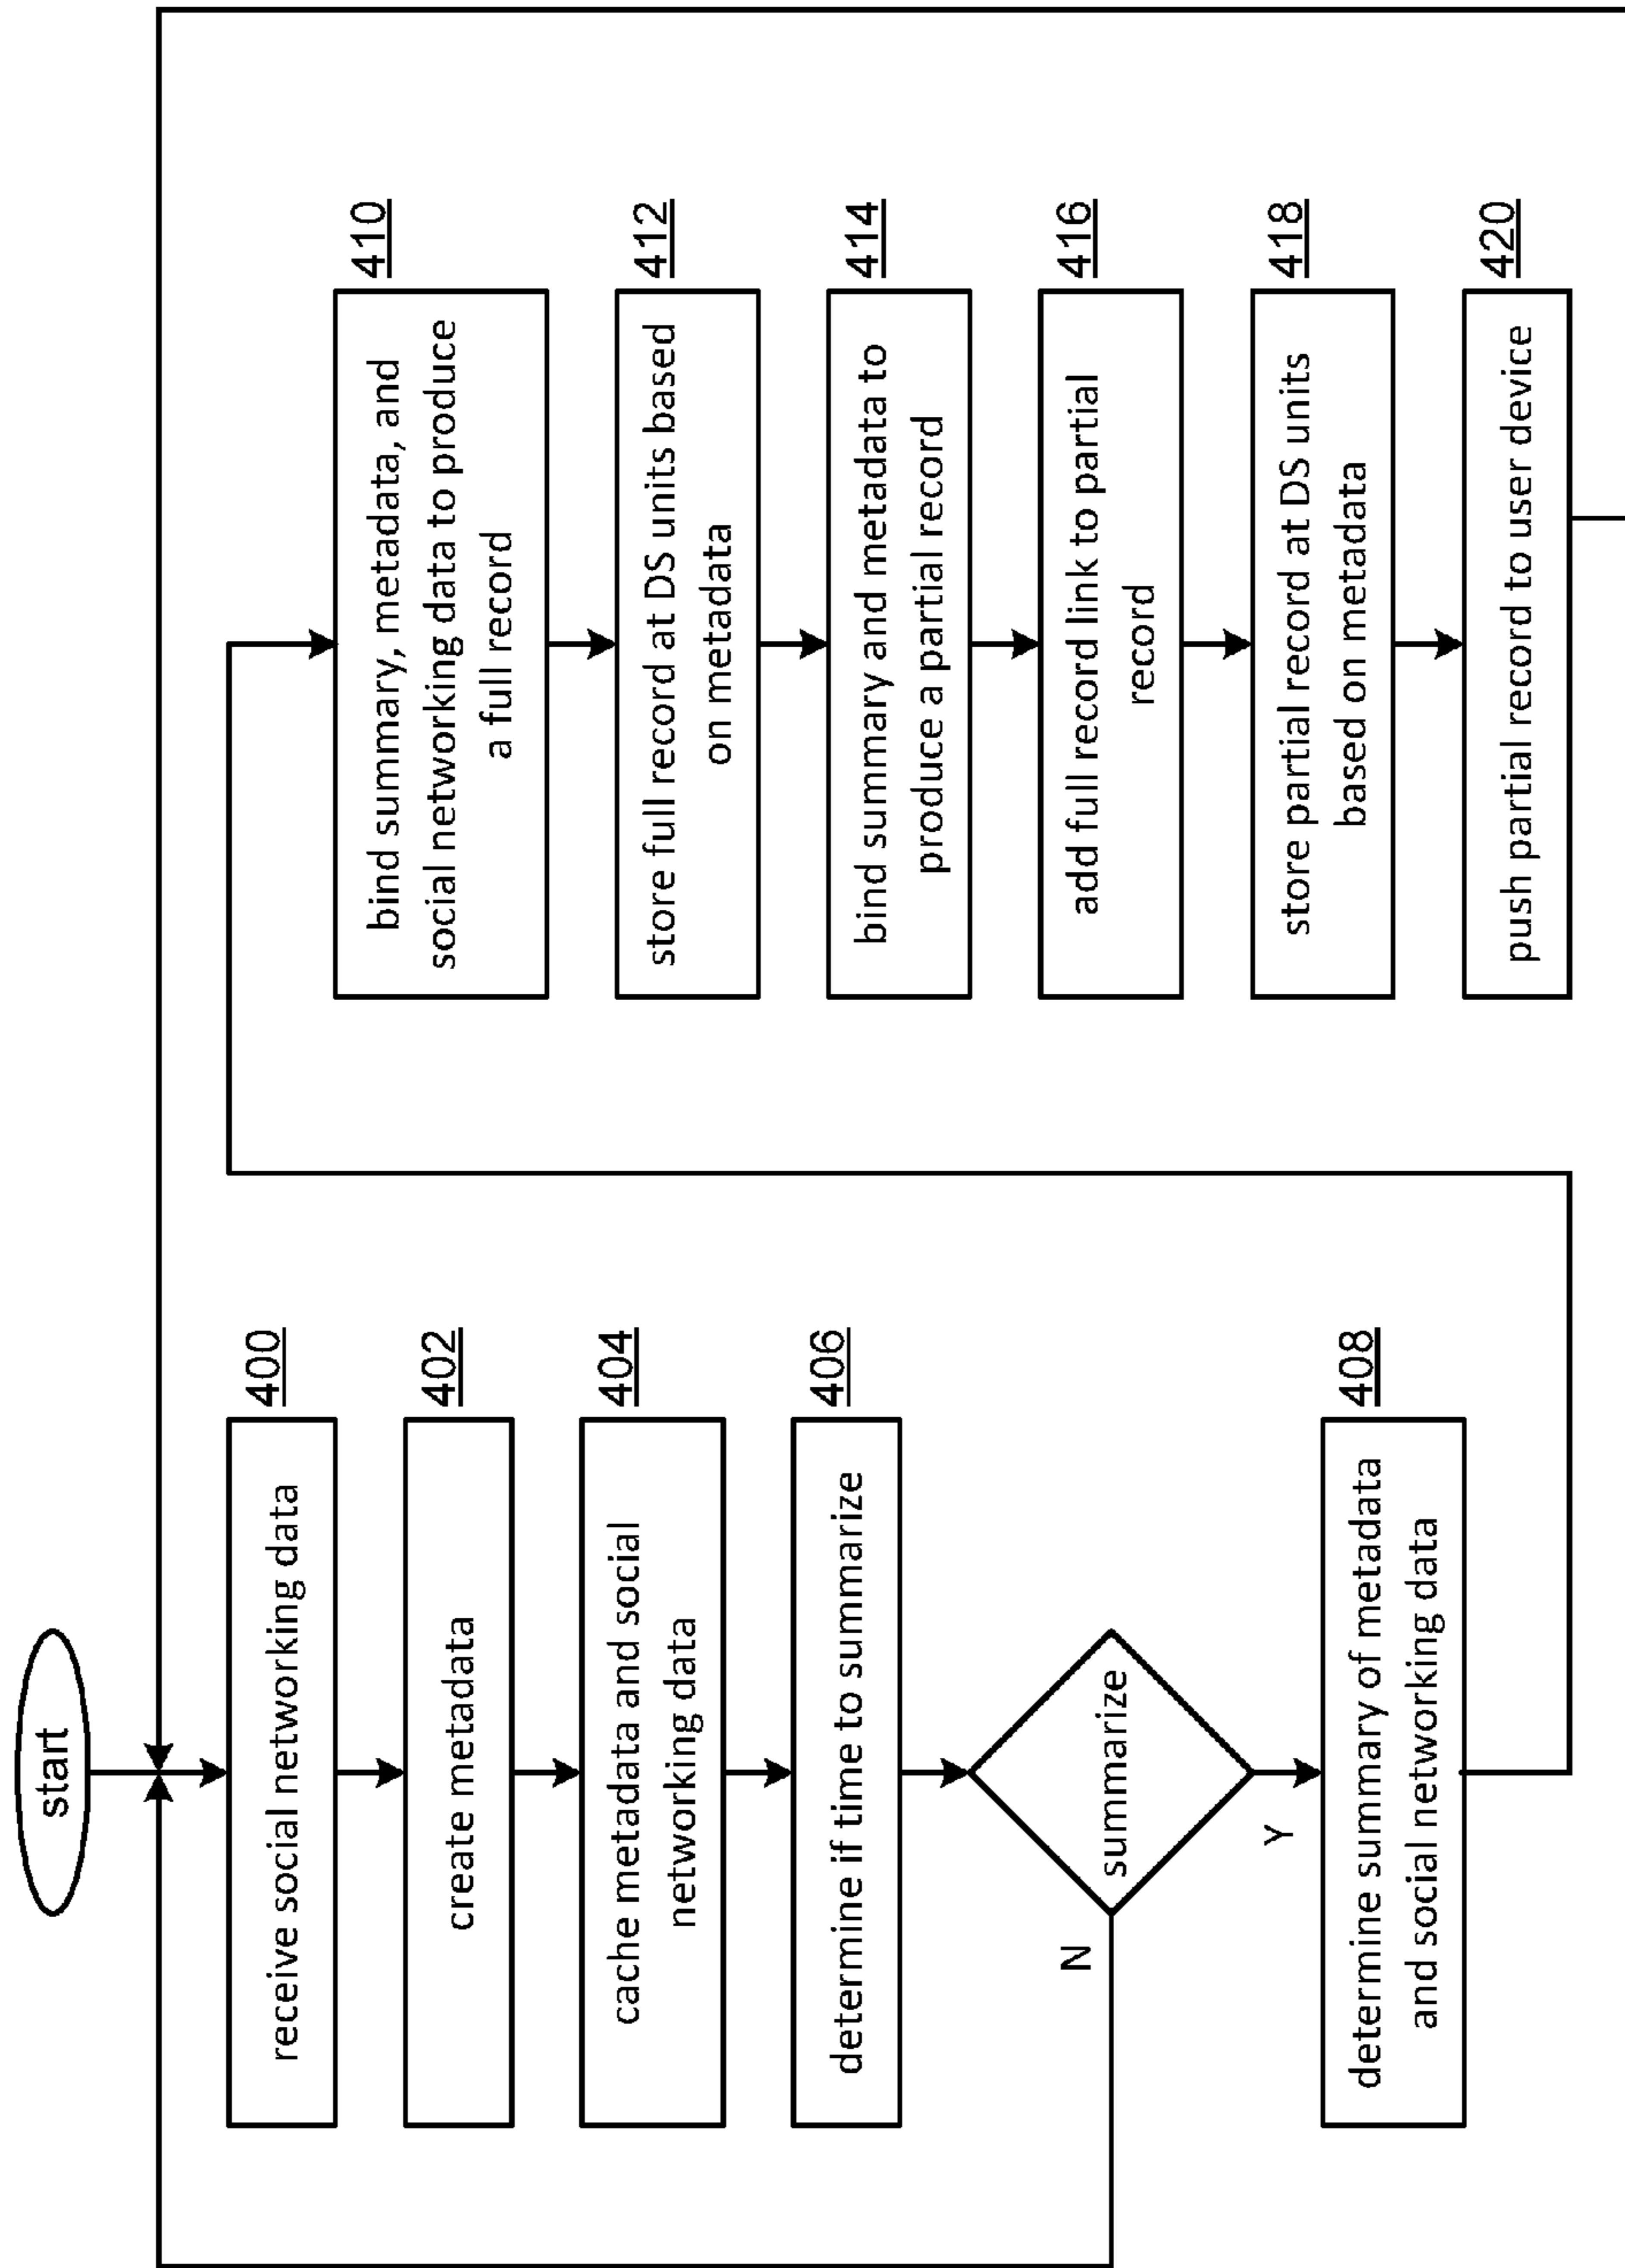 start
400
receive social networking data
402
create metadata
404
cache metadata and social
networking data
406
determine if time to summarize
summarize
N
Y
408
determine summary of metadata
and social networking data
410
bind summary, metadata, and
social networking data to produce
a full record
412
store full record at DS units based
on metadata
414
bind summary and metadata to
produce a partial record
416
add full record link to partial
record
418
store partial record at DS units
based on metadata
420
push partial record to user device